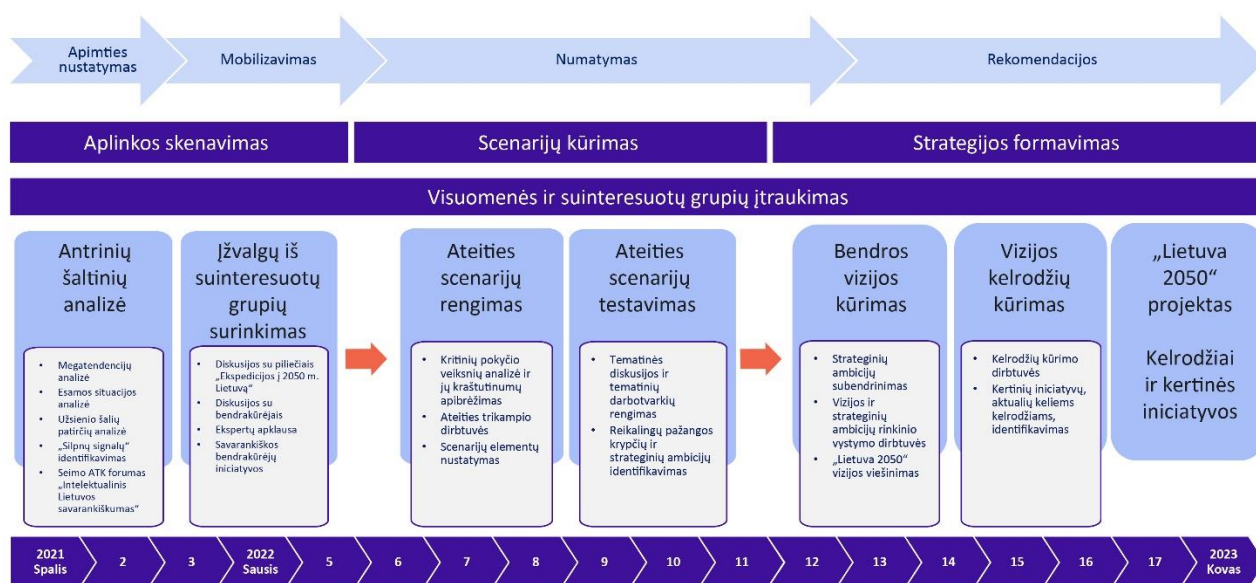 Apimties
nustatymas
Mobilizavimas
Numatymas
Rekomendacijos
Aplinkos skenavimas
Scenarijų kūrimas
Strategijos formavimas
Visuomenės ir suinteresuotų grupių įtraukimas
Antrinių
šaltinių
analizė
• Megatendencijų
analizė
• Esamos situacijos
analizė
• Užsienio šalių
patirčių analizė
• „Silpnų signalų“
identifikavimas
• Seimo ATK forumas
„Intelektualinis
Lietuvos
savarankiškumas“
Įžvalgų iš
suinteresuotų
grupių
surinkimas
• Diskusijos su piliečiais
„Ekspedicijos į 2050 m.
Lietuvą“
• Diskusijos su
bendrakūrėjais
• Ekspertų apklausa
• Savarankiškos
bendrakūrėjų
iniciatyvos
Ateities
scenarijų
rengimas
• Kritinių pokyčio
veiksnių analizė ir
jų kraštutinumų
apibrėžimas
• Ateities trikampio
dirbtuvės
• Scenarijų elementų
nustatymas
Ateities
scenarijų
testavimas
• Tematinės
diskusijos ir
tematinių
darbotvarkių
rengimas
• Reikalingų pažangos
krypčių ir
strateginių ambicijų
identifikavimas
Bendros
vizijos
kūrimas
• Strateginių
ambicijų
subendrinimas
• Vizijos ir
strateginių
ambicijų rinkinio
vystymo dirbtuvės
• „Lietuva 2050“
vizijos viešinimas
Vizijos
kelrodžių
kūrimas
• Kelrodžių kūrimo
dirbtuvės
• Kertinių iniciatyvų,
aktualių keliems
kelrodžiams,
identifikavimas
„Lietuva
2050“
projektas
Kelrodžiai
ir kertinės
iniciatyvos
2021
Spalis
2
3
2022
Sausis
5
6
7
8
9
10
11
12
13
14
15
16
17
2023
Kovas